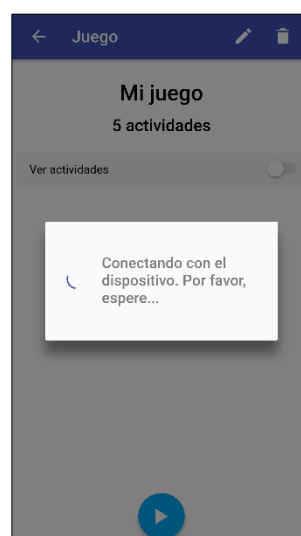 Juego
Mi juego
5 actividades
Ver actividades
Conectando con el
dispositivo. Por favor,
espere...